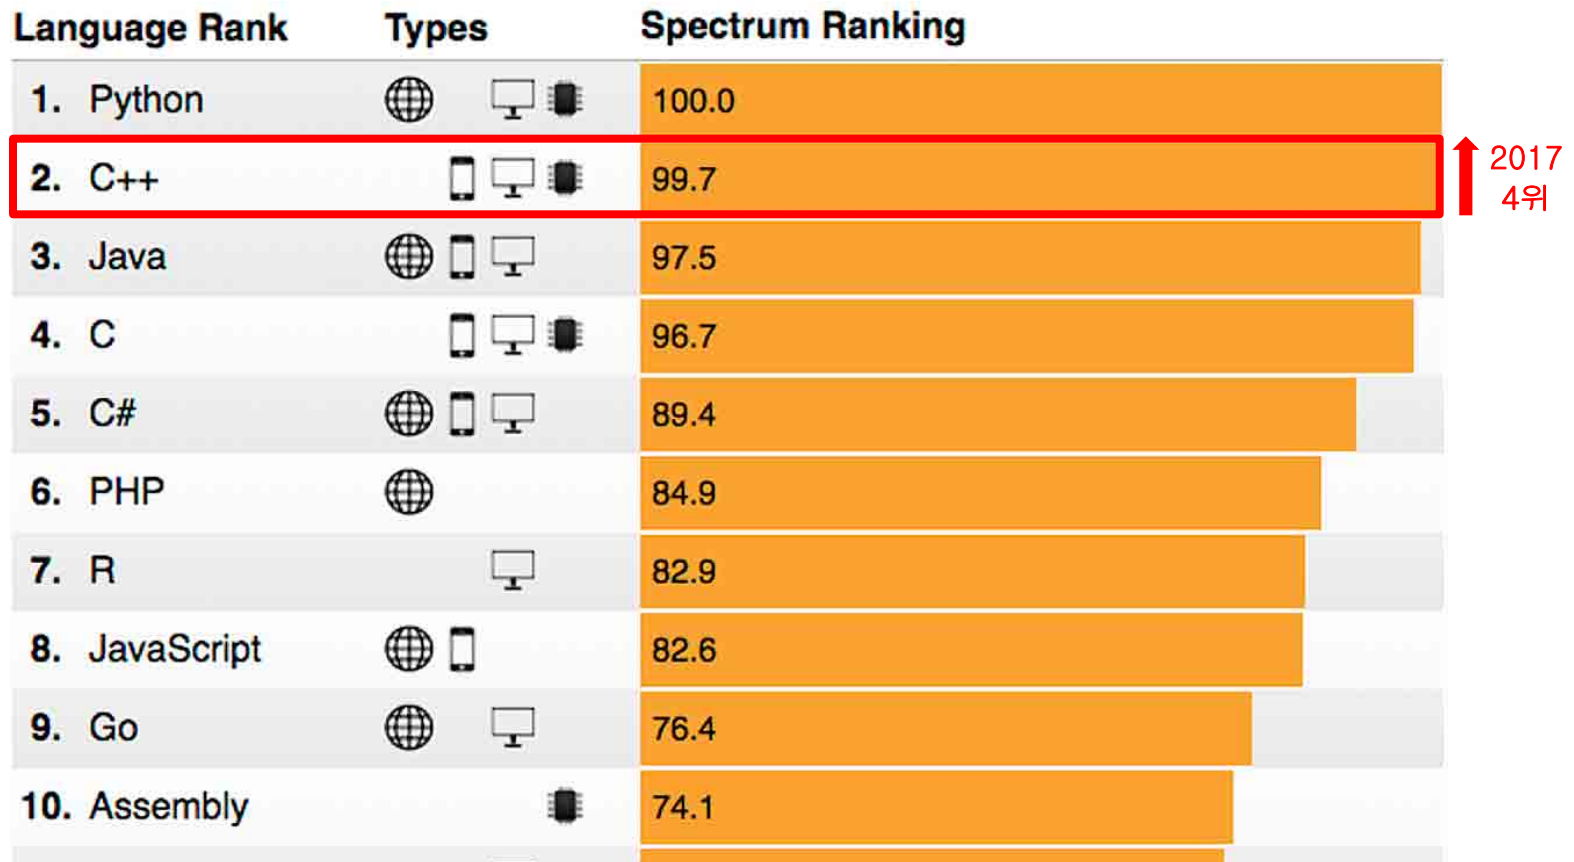 Language Rank Types Spectrum Ranking
1. Python 100.0
2. C++ 99.7
2017
4위
3. Java 97.5
4. C 96.7
5. C# 89.4
6. PHP 84.9
7. R 82.9
8. JavaScript 82.6
9. Go 76.4
10. Assembly 74.1